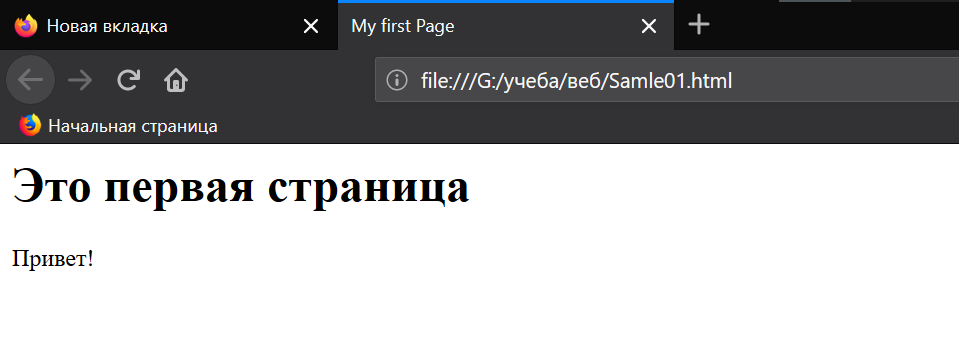 Новая вкладка
My first Page
file:///G:/учеба/веб/Samle01.html
Начальная страница
Это первая страница
Привет!